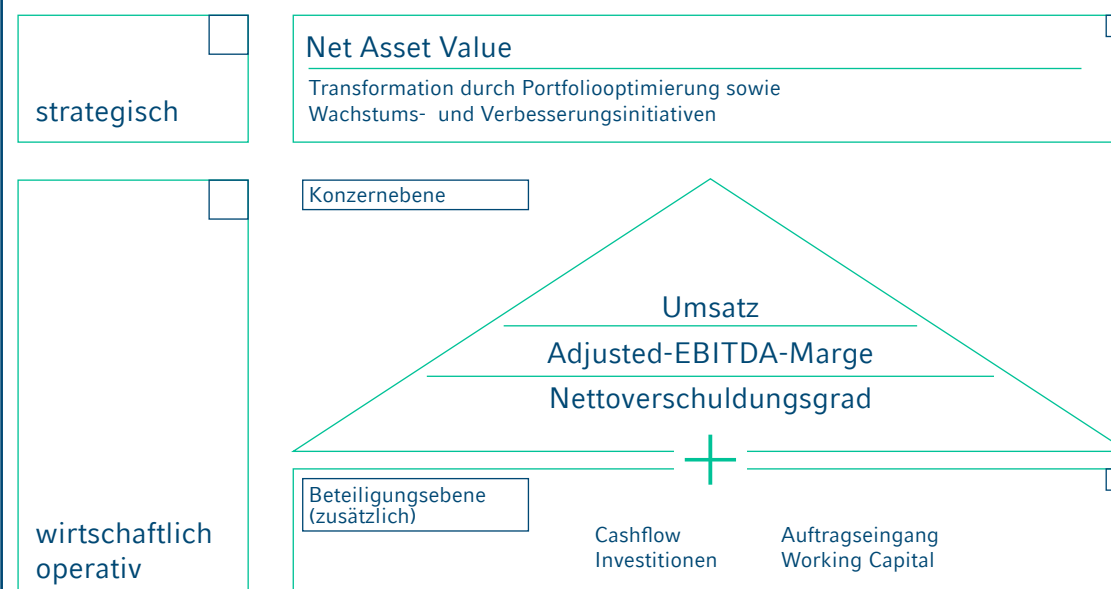 strategisch
Net Asset Value
Transformation durch Portfoliooptimierung sowie
Wachstums- und Verbesserungsinitiativen
Konzernebene
Umsatz
Adjusted-EBITDA-Marge
Nettoverschuldungsgrad
wirtschaftlich
operativ
Beteiligungsebene
(zusätzlich)
Cashflow
Investitionen
Auftragseingang
Working Capital